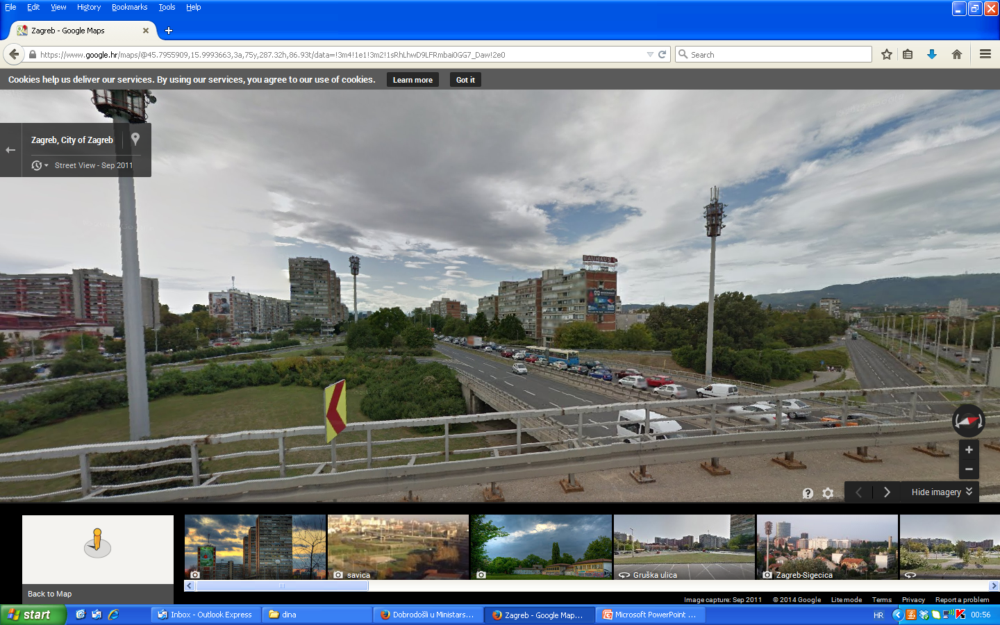 File Edit View History Bookmarks Tools Help
Zagreb - Google Maps
https://www.google.hr/maps/@45.7955909,15.9993663,3a,75y,287.32h,86.93t/data=!3m4!1e1!3m2!1sRhLhwD9LFRmbai0GG7_Daw!2e0
Search
Cookies help us deliver our services. By using our services, you agree to our use of cookies. Learn more Got it
Zagreb, City of Zagreb
Street View - Sep 2011
BAUHAUS
Hide imagery
savica
Gruška ulica
Zagreb-Sigecica
Back to Map
Image capture: Sep 2011 © 2014 Google Lite mode Terms Privacy Report a problem
start
Inbox - Outlook Express
dina
Dobrodošli u Ministars...
Zagreb - Google Map...
Microsoft PowerPoint ...
HR
00:56